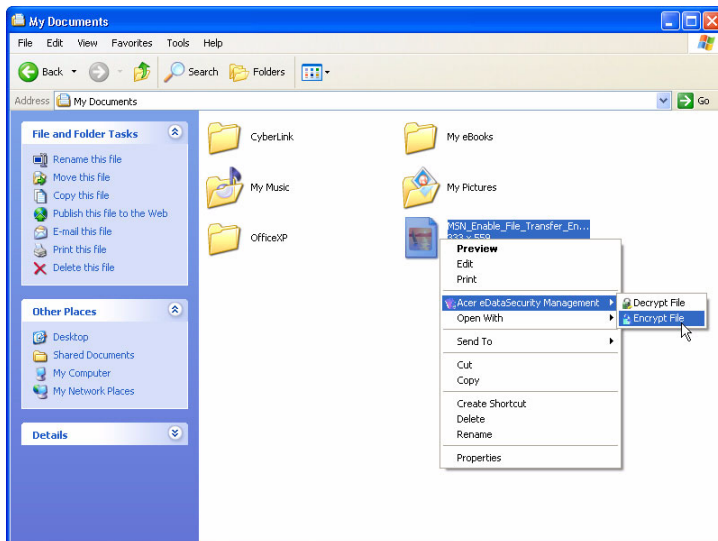 My Documents
File Edit View Favorites Tools Help
Back Search Folders
Address My Documents Go
File and Folder Tasks
Rename this file
Move this file
Copy this file
Publish this file to the Web
E-mail this file
Print this file
Delete this file
Other Places
Desktop
Shared Documents
My Computer
My Network Places
Details
CyberLink
My eBooks
My Music
My Pictures
OfficeXP
MSN_Enable_File_Transfer_En...
333 x 559
Preview
Edit
Print
Acer eDataSecurity Management
Open With
Send To
Cut
Copy
Create Shortcut
Delete
Rename
Properties
Decrypt File
Encrypt File